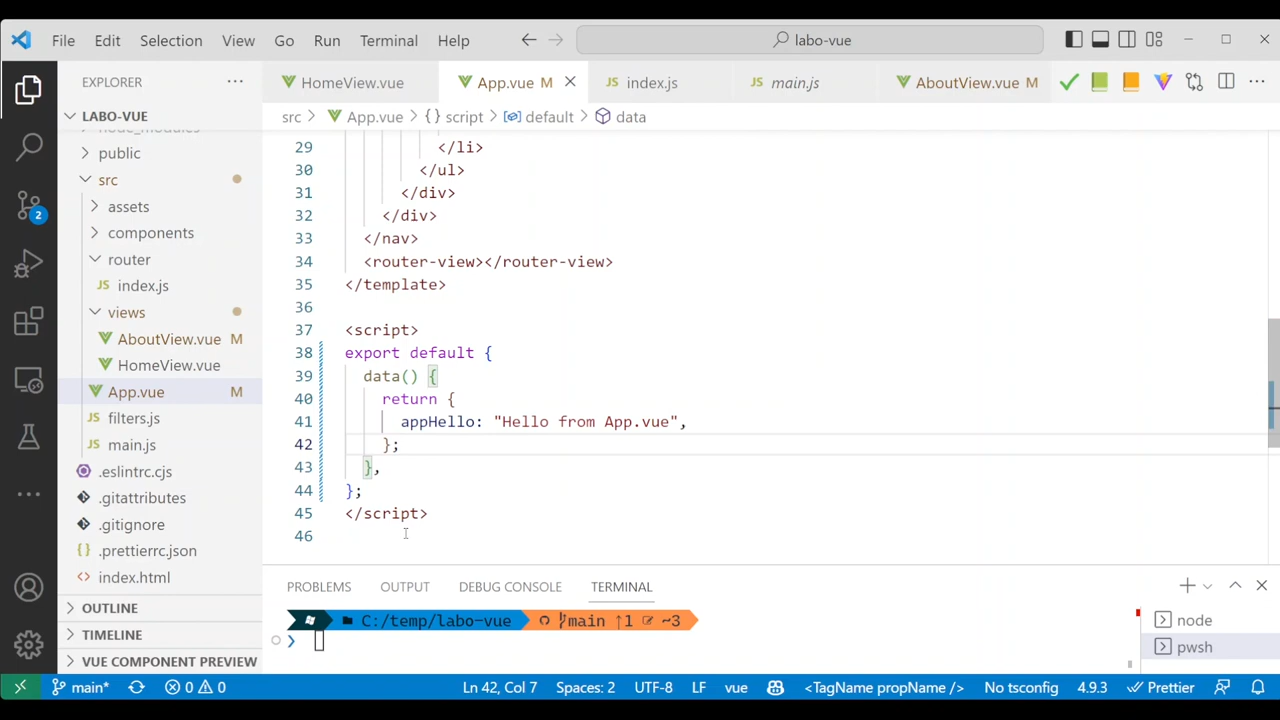 File Edit Selection View Go Run Terminal Help labo-vue
EXPLORER
HomeView.vue App.vue M index.js main.js AboutView.vue M
LABO-VUE
src > App.vue > {} script > default > data
node_modules
public
src
assets
components
router
index.js
views
AboutView.vue M
HomeView.vue
App.vue M
filters.js
main.js
.eslintrc.cjs
.gitattributes
.gitignore
.prettierrc.json
index.html
OUTLINE
TIMELINE
VUE COMPONENT PREVIEW
2
29 </li>
30 </ul>
31 </div>
32 </div>
33 </nav>
34 <router-view></router-view>
35 </template>
36
37 <script>
38 export default {
39 data() {
40 return {
41 appHello: "Hello from App.vue",
42 };
43 },
44 };
45 </script>
46
PROBLEMS OUTPUT DEBUG CONSOLE TERMINAL
C:/temp/labo-vue main ↑1 ~3
❯
node
pwsh
main* 0 0 Ln 42, Col 7 Spaces: 2 UTF-8 LF vue <TagName propName /> No tsconfig 4.9.3 Prettier